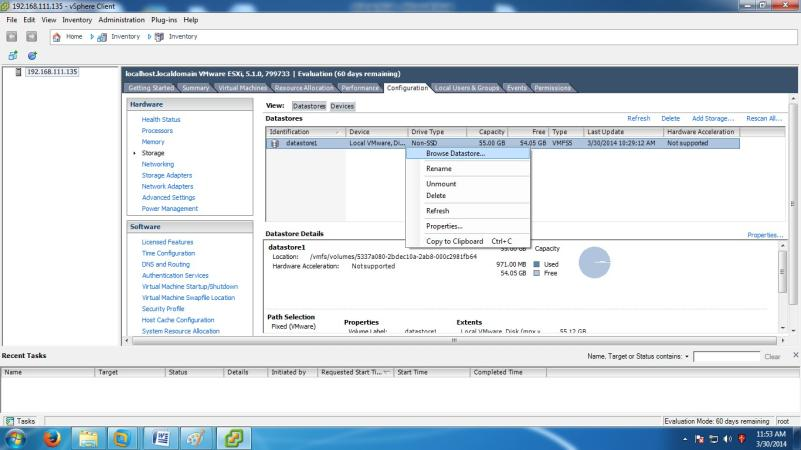 192.168.111.135 - vSphere Client
File Edit View Inventory Administration Plug-ins Help
Home Inventory Inventory
192.168.111.135
localhost.localdomain VMware ESXi, 5.1.0, 799733 | Evaluation (60 days remaining)
Getting Started Summary Virtual Machines Resource Allocation Performance Configuration Local Users & Groups Events Permissions
Hardware
Health Status
Processors
Memory
Storage
Networking
Storage Adapters
Network Adapters
Advanced Settings
Power Management
Software
Licensed Features
Time Configuration
DNS and Routing
Authentication Services
Virtual Machine Startup/Shutdown
Virtual Machine Swapfile Location
Security Profile
Host Cache Configuration
System Resource Allocation
View: Datastores Devices
Datastores Refresh Delete Add Storage... Rescan All...
Identification Device Drive Type Capacity Free Type Last Update Hardware Acceleration
datastore1 Local VMware, Di... Non-SSD 55.00 GB 54.05 GB VMFS5 3/30/2014 10:29:12 AM Not supported
Browse Datastore...
Rename
Unmount
Delete
Refresh
Properties...
Copy to Clipboard Ctrl+C
Datastore Details Properties...
datastore1 55.00 GB Capacity
Location: /vmfs/volumes/5337a080-2bdec10a-2ab8-000c2981fb64
Hardware Acceleration: Not supported
971.00 MB Used
54.05 GB Free
Path Selection
Fixed (VMware)
Properties
Volume Label: datastore1
Extents
Local VMware, Disk (mpx.v... 55.12 GB
Recent Tasks Name, Target or Status contains: Clear
Name Target Status Details Initiated by Requested Start Ti... Start Time Completed Time
Tasks Evaluation Mode: 60 days remaining root
11:53 AM
3/30/2014